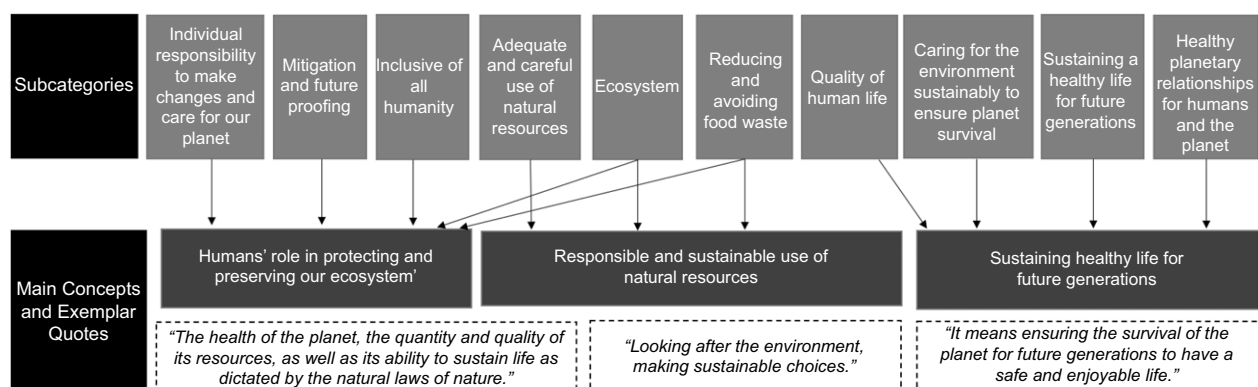 Subcategories
Individual
responsibility
to make
changes and
care for our
planet
Mitigation
and future
proofing
Inclusive of
all
humanity
Adequate
and careful
use of
natural
resources
Ecosystem
Reducing
and
avoiding
food waste
Quality of
human life
Caring for the
environment
sustainably to
ensure planet
survival
Sustaining a
healthy life
for future
generations
Healthy
planetary
relationships
for humans
and the
planet
Main Concepts
and Exemplar
Quotes
Humans’ role in protecting and
preserving our ecosystem’
Responsible and sustainable use of
natural resources
Sustaining healthy life for
future generations
“The health of the planet, the quantity and quality of
its resources, as well as its ability to sustain life as
dictated by the natural laws of nature.”
“Looking after the environment,
making sustainable choices.”
“It means ensuring the survival of the
planet for future generations to have a
safe and enjoyable life.”